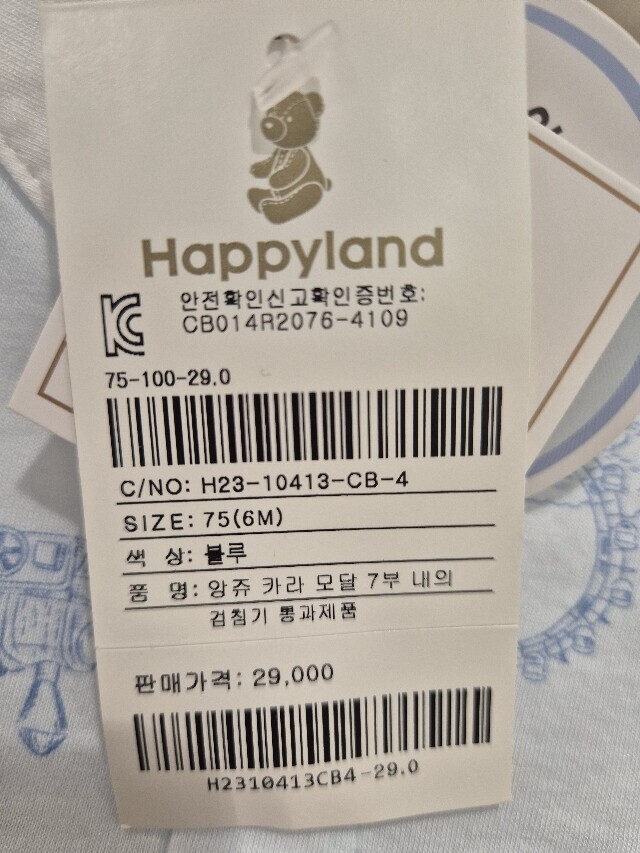 Happyland
안전확인신고확인증번호:
CB014R2076-4109
75-100-29.0
C/NO: H23-10413-CB-4
SIZE: 75(6M)
색 상: 블루
품 명: 앙쥬 카라 모달 7부 내의
검침기 통과제품
판매가격: 29,000
H2310413CB4-29.0